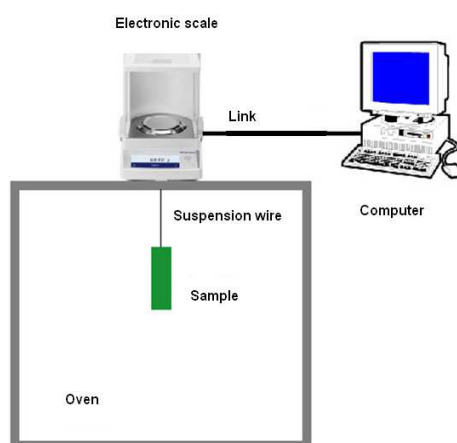 Electronic scale
Link
Computer
Suspension wire
Sample
Oven